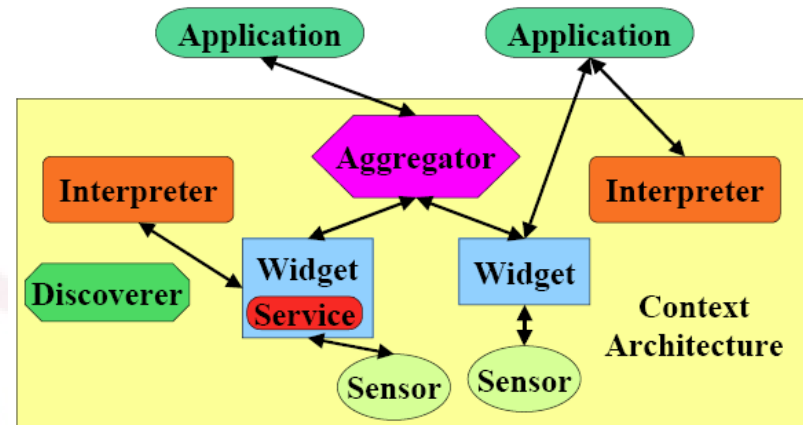 Application
Application
Aggregator
Interpreter
Interpreter
Widget
Widget
Discoverer
Service
Context
Architecture
Sensor
Sensor